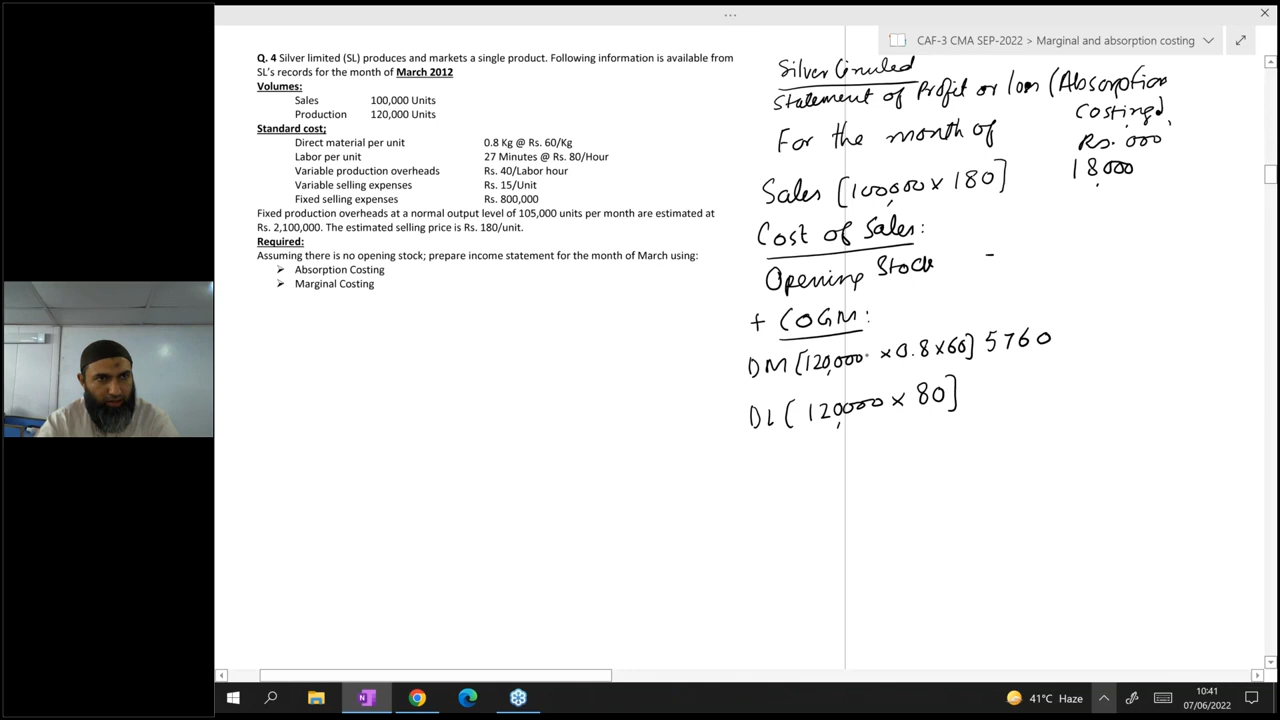 ...
CAF-3 CMA SEP-2022 > Marginal and absorption costing
Q. 4 Silver limited (SL) produces and markets a single product. Following information is available from
SL's records for the month of March 2012
Volumes:
Sales 100,000 Units
Production 120,000 Units
Standard cost;
Direct material per unit 0.8 Kg @ Rs. 60/Kg
Labor per unit 27 Minutes @ Rs. 80/Hour
Variable production overheads Rs. 40/Labor hour
Variable selling expenses Rs. 15/Unit
Fixed selling expenses Rs. 800,000
Fixed production overheads at a normal output level of 105,000 units per month are estimated at
Rs. 2,100,000. The estimated selling price is Rs. 180/unit.
Required:
Assuming there is no opening stock; prepare income statement for the month of March using:
➢ Absorption Costing
➢ Marginal Costing
Silver Limited
Statement of Profit or loss (Absorption
Costing)
For the month of
Rs. 000
Sales [100,000 × 180] 18,000
Cost of Sales:
Opening Stock -
+ COGM:
DM [120,000 × 0.8 × 60] 5760
DL [120,000 × 80]
41°C Haze
10:41
07/06/2022